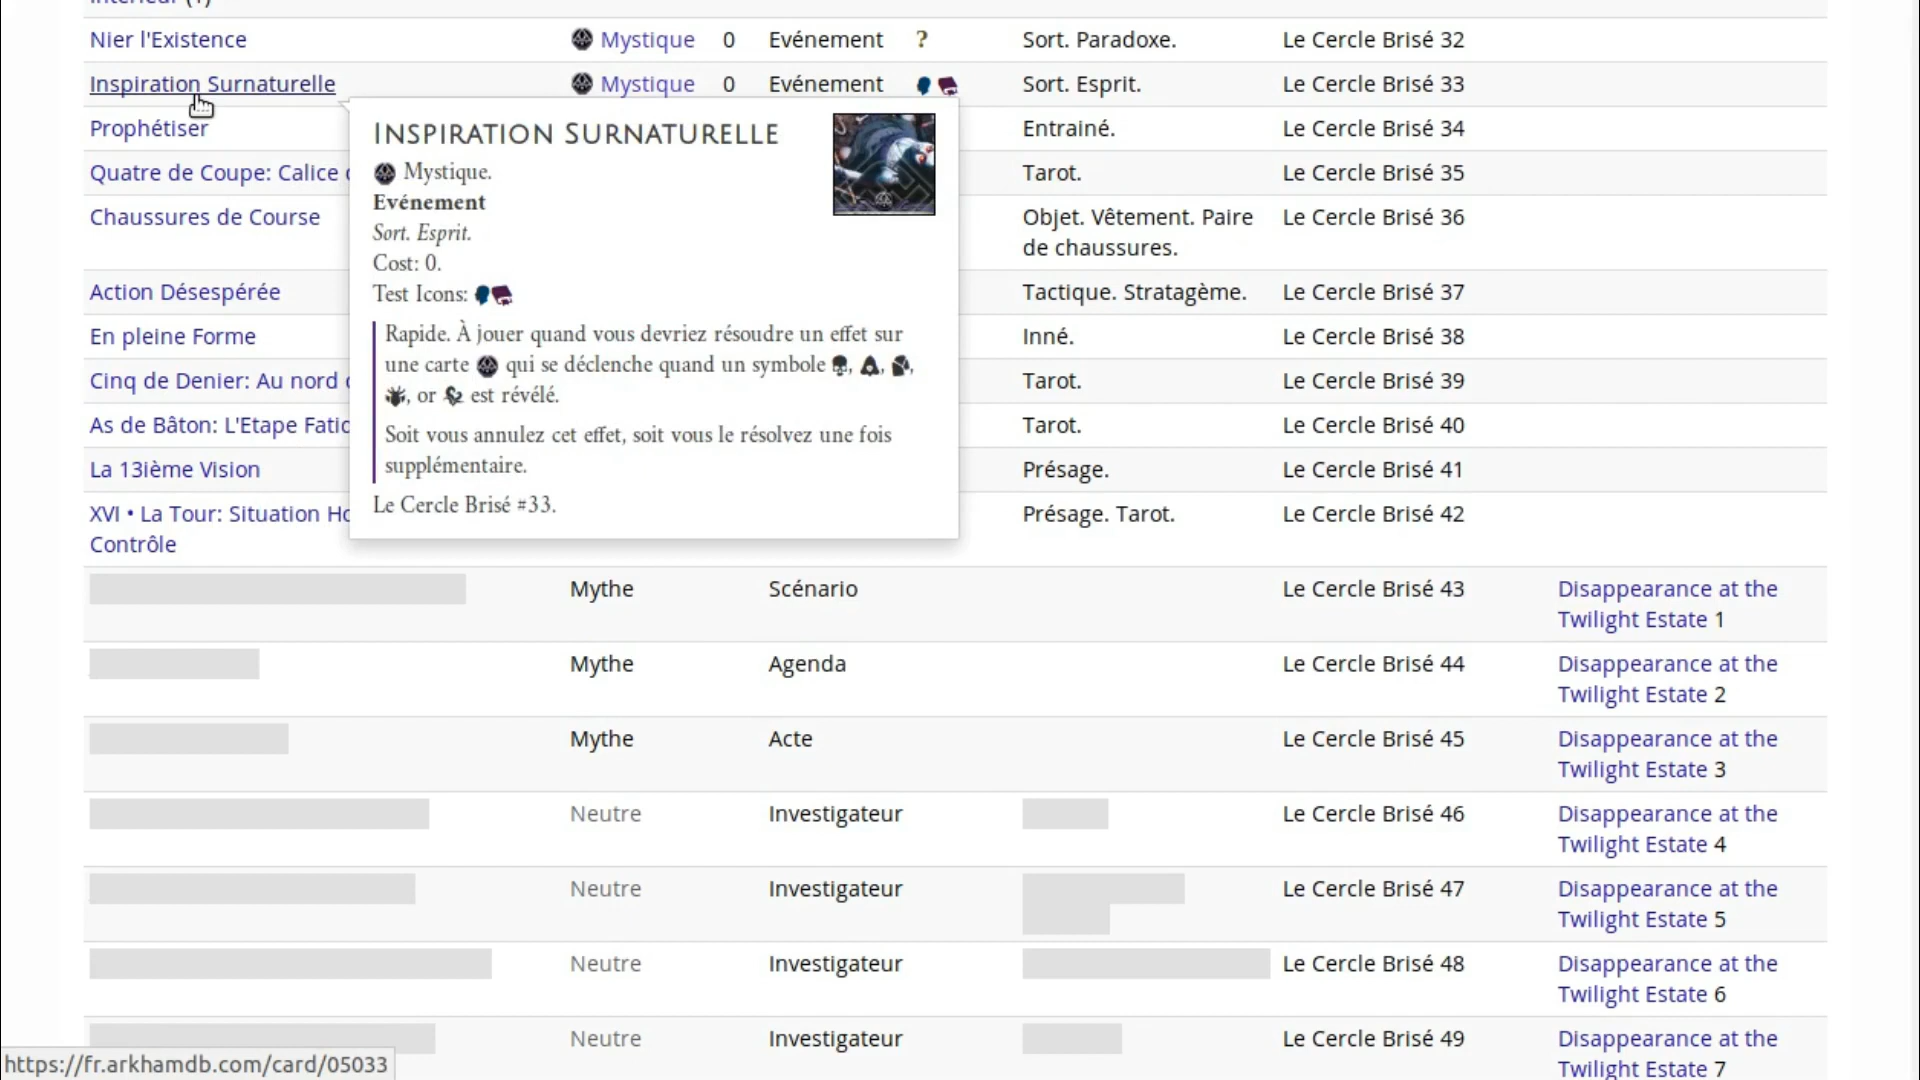 Nier l'Existence Mystique 0 Evénement ? Sort. Paradoxe. Le Cercle Brisé 32
Inspiration Surnaturelle Mystique 0 Evénement Sort. Esprit. Le Cercle Brisé 33
Prophétiser Entrainé. Le Cercle Brisé 34
Quatre de Coupe: Calice Tarot. Le Cercle Brisé 35
Chaussures de Course Objet. Vêtement. Paire de chaussures. Le Cercle Brisé 36
Action Désespérée Tactique. Stratagème. Le Cercle Brisé 37
En pleine Forme Inné. Le Cercle Brisé 38
Cinq de Denier: Au nord Tarot. Le Cercle Brisé 39
As de Bâton: L'Etape Fati Tarot. Le Cercle Brisé 40
La 13ième Vision Présage. Le Cercle Brisé 41
XVI • La Tour: Situation Ho Présage. Tarot. Le Cercle Brisé 42
Contrôle
Inspiration Surnaturelle
Mystique.
Evénement
Sort. Esprit.
Cost: 0.
Test Icons:
Rapide. À jouer quand vous devriez résoudre un effet sur
une carte qui se déclenche quand un symbole , , ,
, or est révélé.
Soit vous annulez cet effet, soit vous le résolvez une fois
supplémentaire.
Le Cercle Brisé #33.
Mythe Scénario Le Cercle Brisé 43 Disappearance at the
Twilight Estate 1
Mythe Agenda Le Cercle Brisé 44 Disappearance at the
Twilight Estate 2
Mythe Acte Le Cercle Brisé 45 Disappearance at the
Twilight Estate 3
Neutre Investigateur Le Cercle Brisé 46 Disappearance at the
Twilight Estate 4
Neutre Investigateur Le Cercle Brisé 47 Disappearance at the
Twilight Estate 5
Neutre Investigateur Le Cercle Brisé 48 Disappearance at the
Twilight Estate 6
Neutre Investigateur Le Cercle Brisé 49 Disappearance at the
Twilight Estate 7
https://fr.arkhamdb.com/card/05033